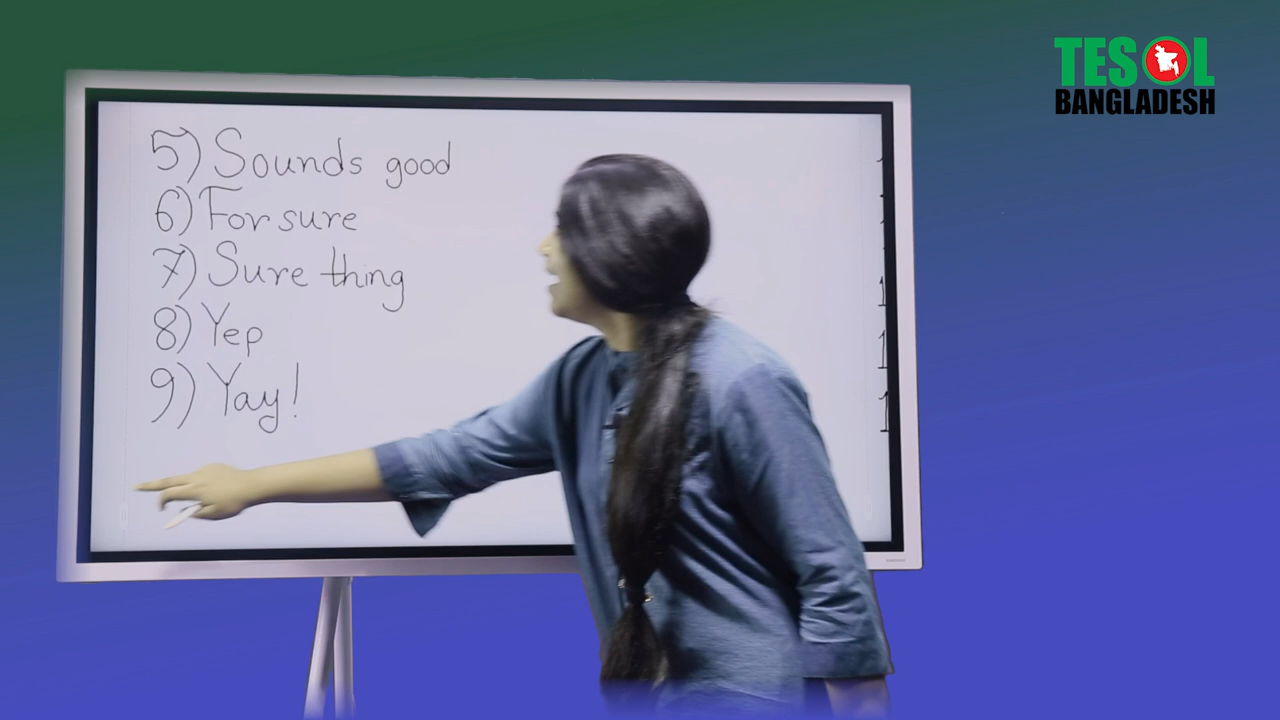 TESOL
BANGLADESH
5) Sounds good
6) For sure
7) Sure thing
8) Yep
9) Yay!